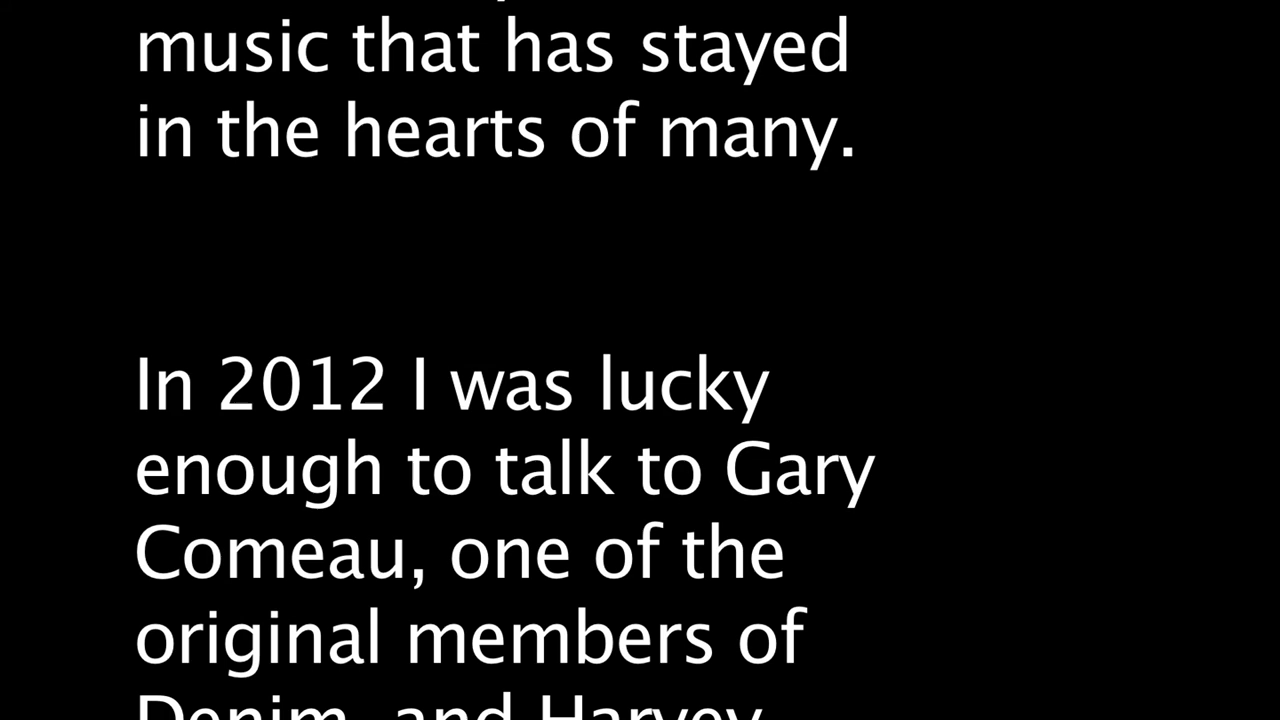 music that has stayed
in the hearts of many.
In 2012 I was lucky
enough to talk to Gary
Comeau, one of the
original members of
Denim, and Harvey